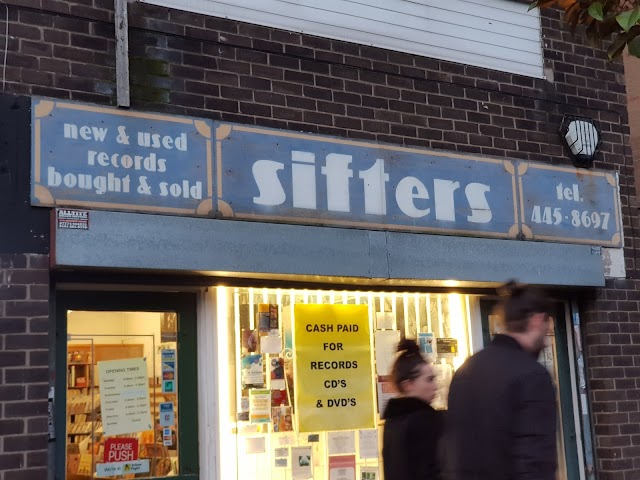 new & used
records
bought & sold
sifters
tel.
445·8697
CASH PAID
FOR
RECORDS
CD'S
& DVD'S
OPENING TIMES
PLEASE
PUSH